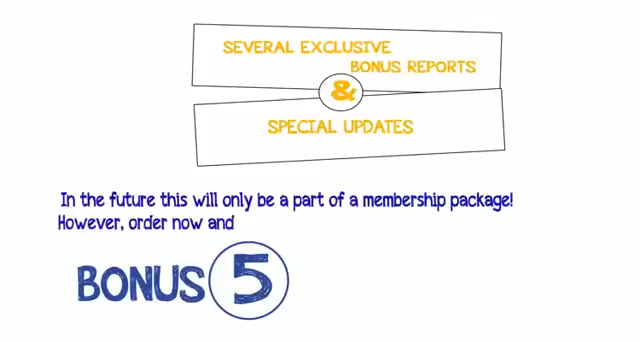 SEVERAL EXCLUSIVE
BONUS REPORTS
&
SPECIAL UPDATES
In the future this will only be a part of a membership package!
However, order now and
BONUS 5